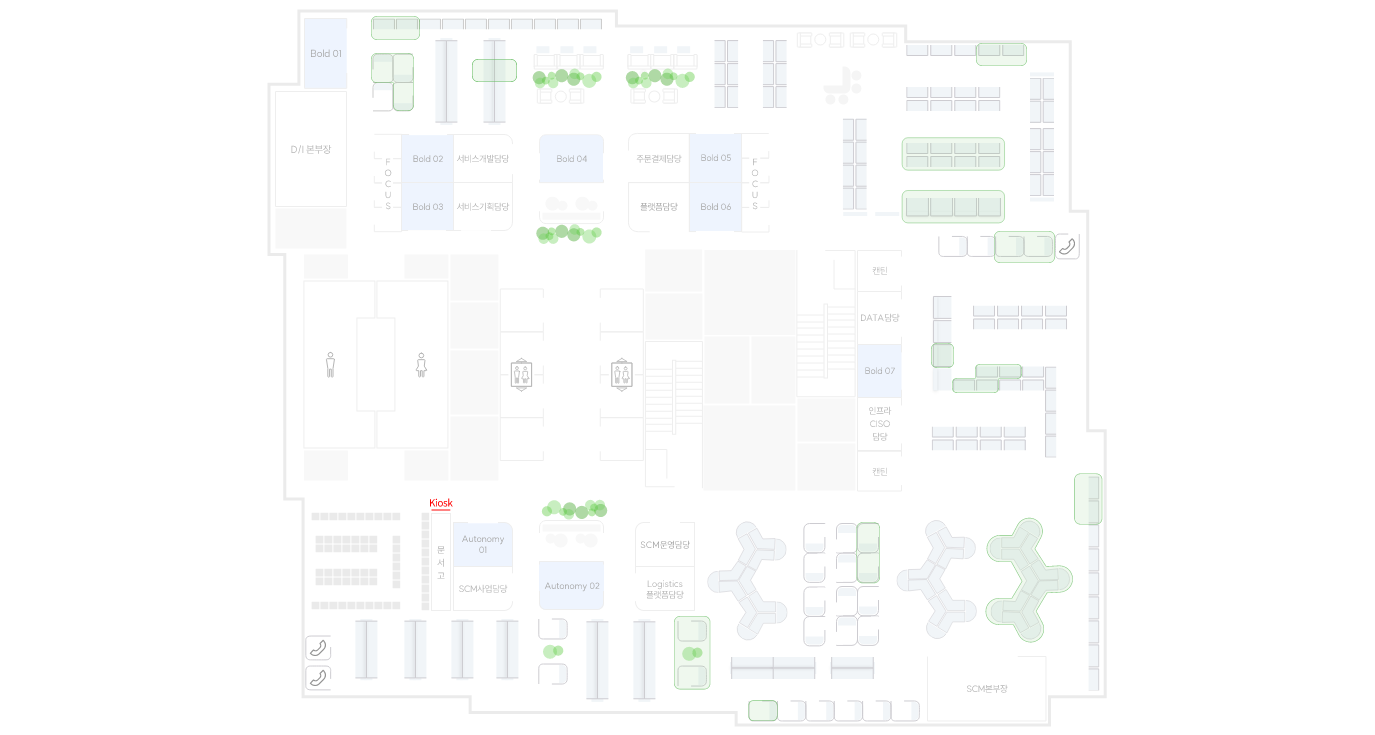 Bold 01
D/I 본부장
FOCUS
Bold 02
서비스개발담당
Bold 03
서비스기획담당
Bold 04
주문결제담당
Bold 05
플랫폼담당
Bold 06
FOCUS
칸틴
DATA담당
Bold 07
인프라
CISO
담당
칸틴
Kiosk
문서고
Autonomy
01
SCM사업담당
Autonomy 02
SCM운영담당
Logistics
플랫폼담당
SCM본부장